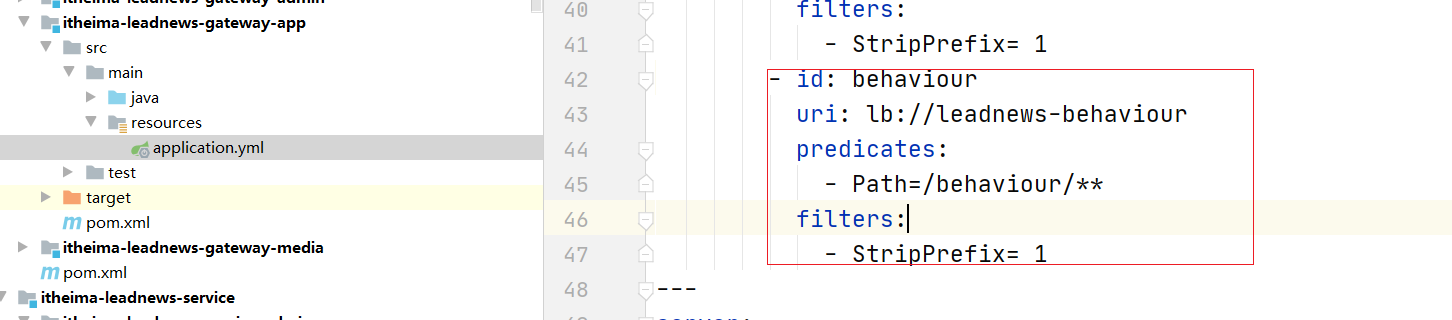 itheima-leadnews-gateway-admin
itheima-leadnews-gateway-app
src
main
java
resources
application.yml
test
target
pom.xml
itheima-leadnews-gateway-media
pom.xml
itheima-leadnews-service
40 filters:
41 - StripPrefix= 1
42 - id: behaviour
43 uri: lb://leadnews-behaviour
44 predicates:
45 - Path=/behaviour/**
46 filters:
47 - StripPrefix= 1
48 ---